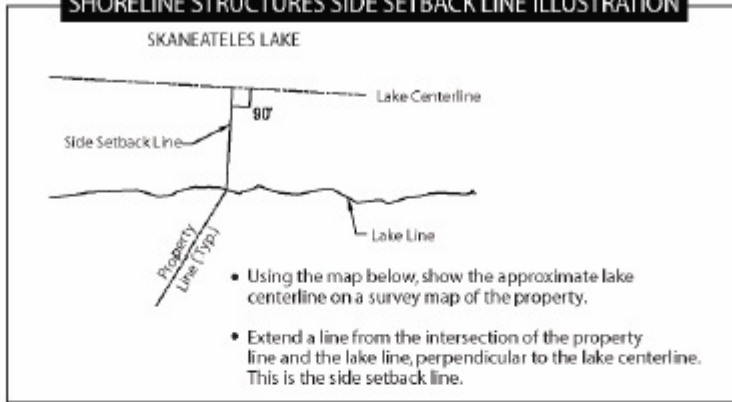 SHORELINE STRUCTURES SIDE SETBACK LINE ILLUSTRATION
SKANEATELES LAKE
Lake Centerline
90'
Side Setback Line
Lake Line
Property
Line (Typ.)
• Using the map below, show the approximate lake
centerline on a survey map of the property.
• Extend a line from the intersection of the property
line and the lake line, perpendicular to the lake centerline.
This is the side setback line.